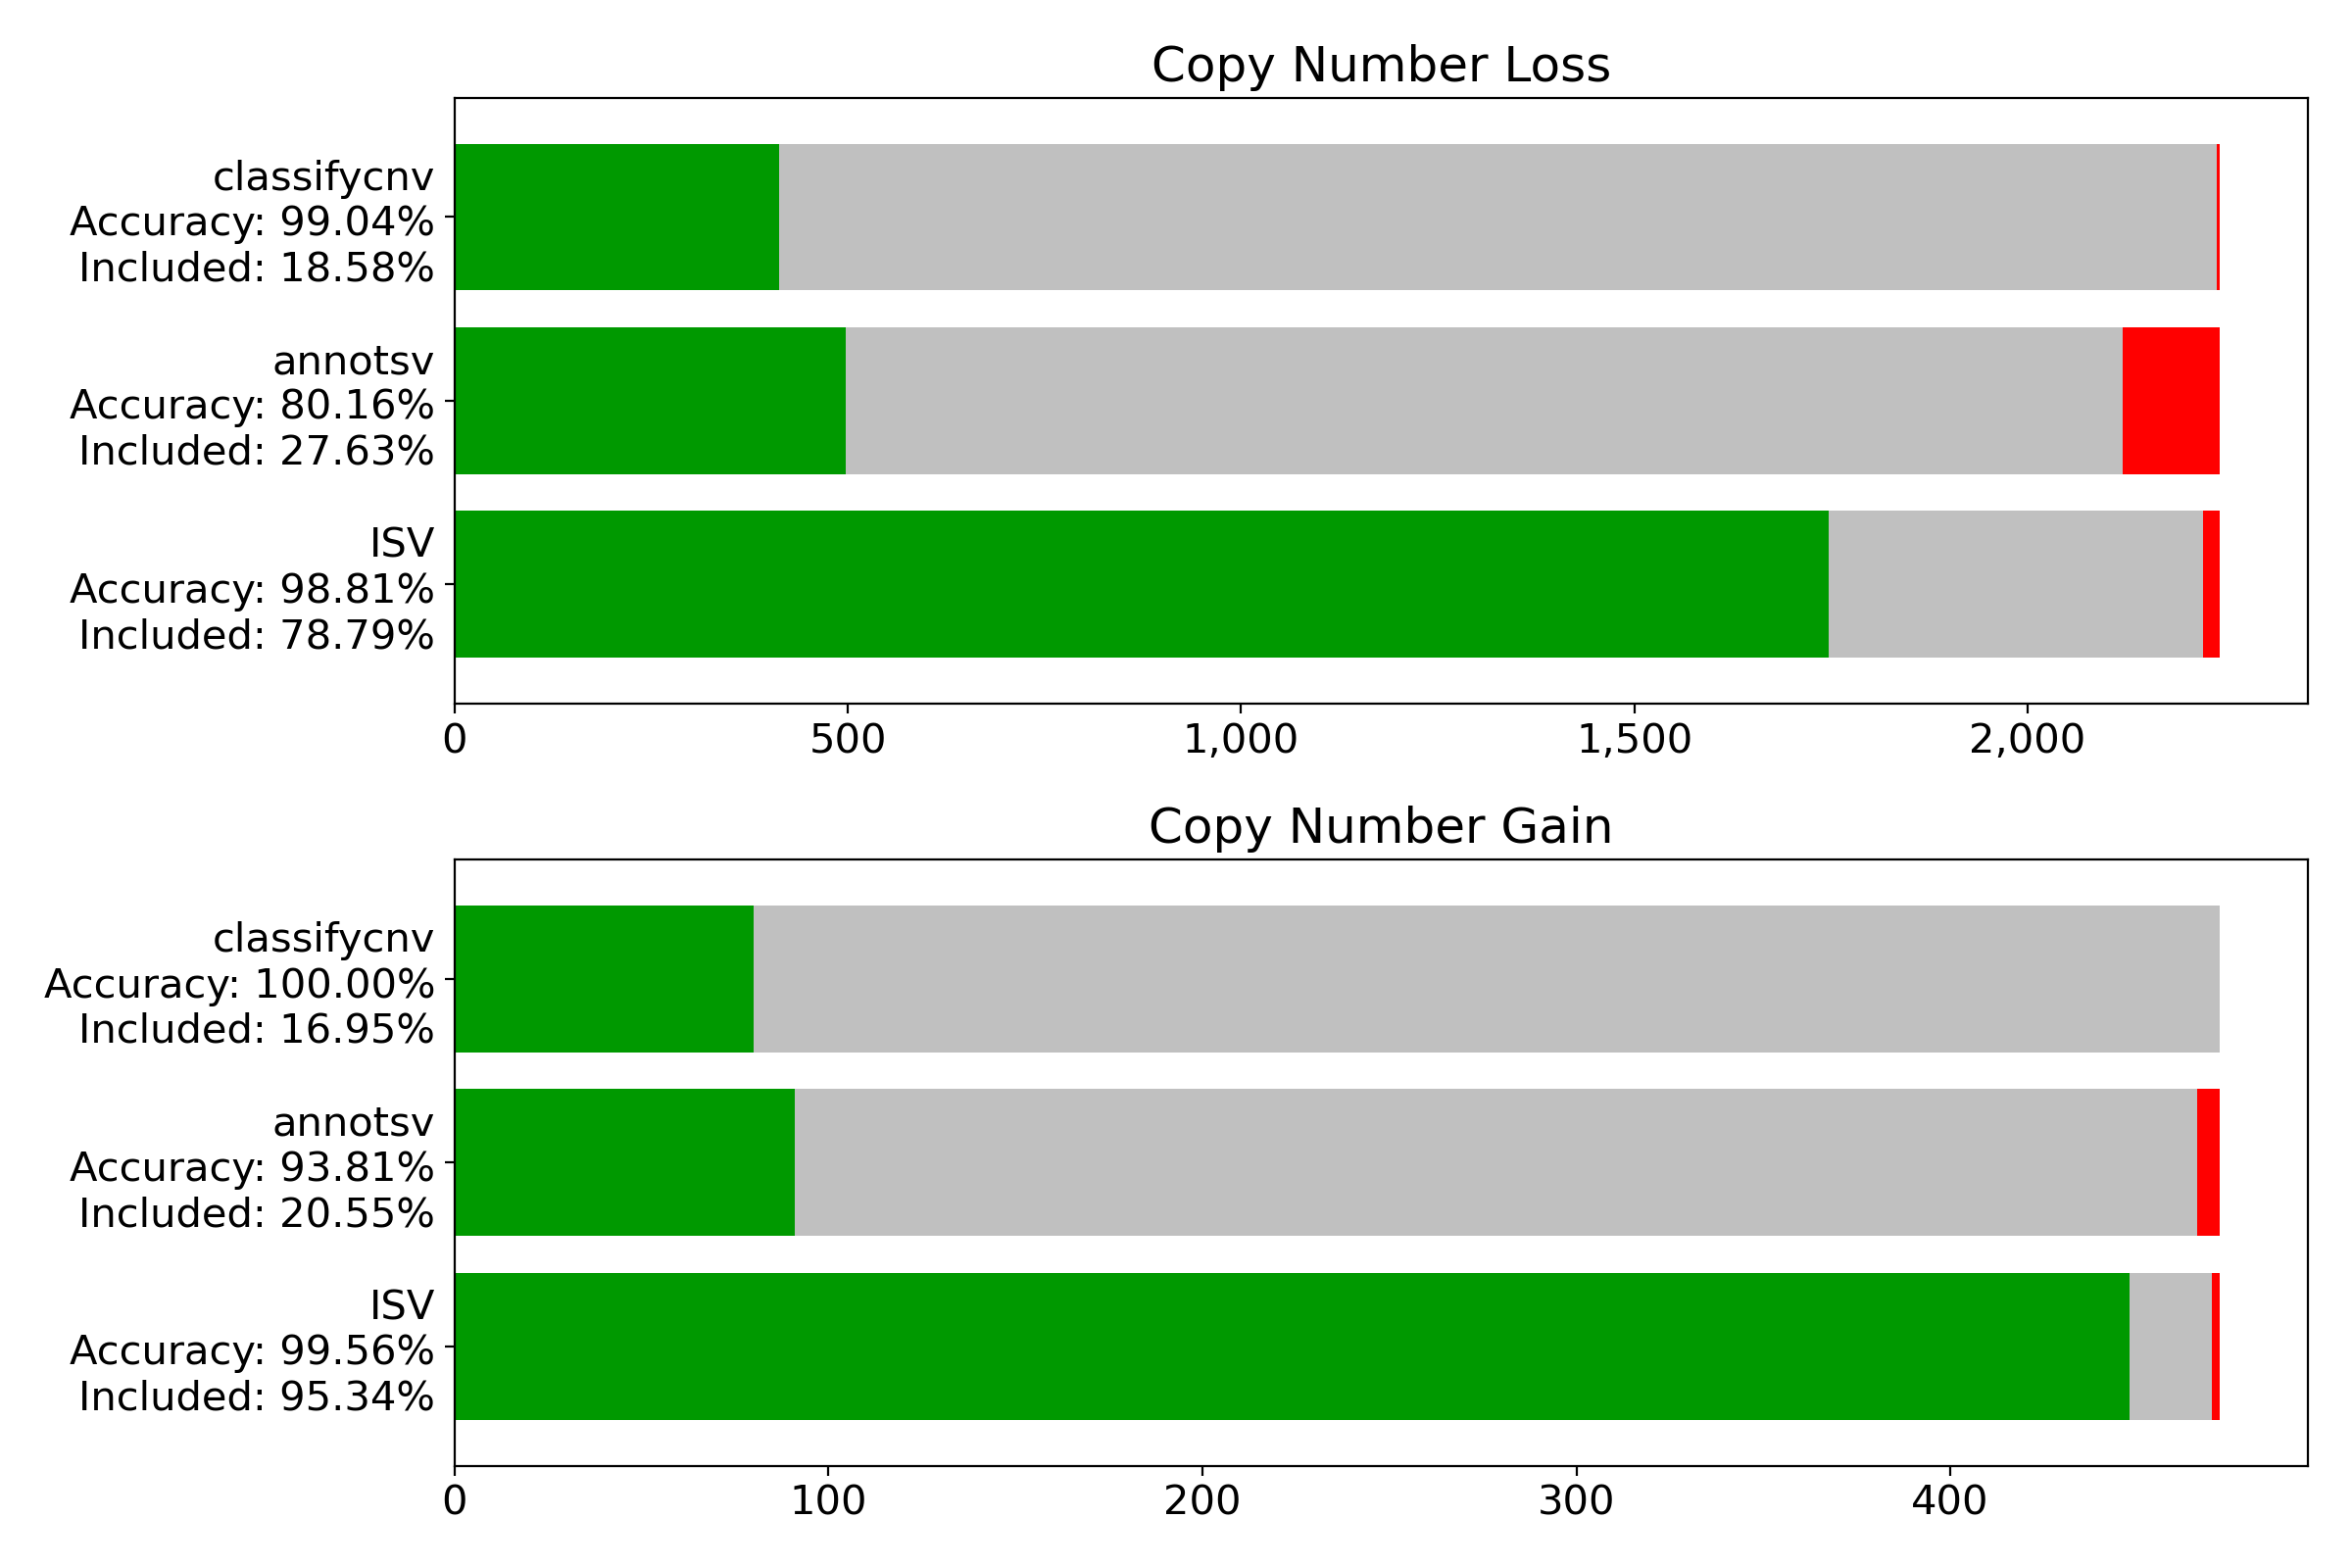 Copy Number Loss
classifycnv
Accuracy: 99.04%
Included: 18.58%
annotsv
Accuracy: 80.16%
Included: 27.63%
ISV
Accuracy: 98.81%
Included: 78.79%
0 500 1,000 1,500 2,000
Copy Number Gain
classifycnv
Accuracy: 100.00%
Included: 16.95%
annotsv
Accuracy: 93.81%
Included: 20.55%
ISV
Accuracy: 99.56%
Included: 95.34%
0 100 200 300 400